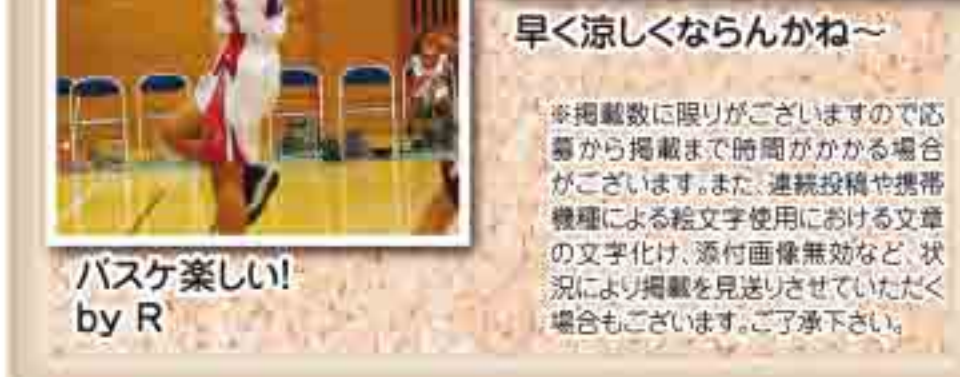 早く涼しくならんかね～
※掲載数に限りがございますので応
募から掲載まで時間がかかる場合
がございます。また、連続投稿や携帯
機種による絵文字使用における文章
の文字化け、添付画像無効など、状
況により掲載を見送りさせていただく
場合もございます。ご了承下さい。
バスケ楽しい!
by R